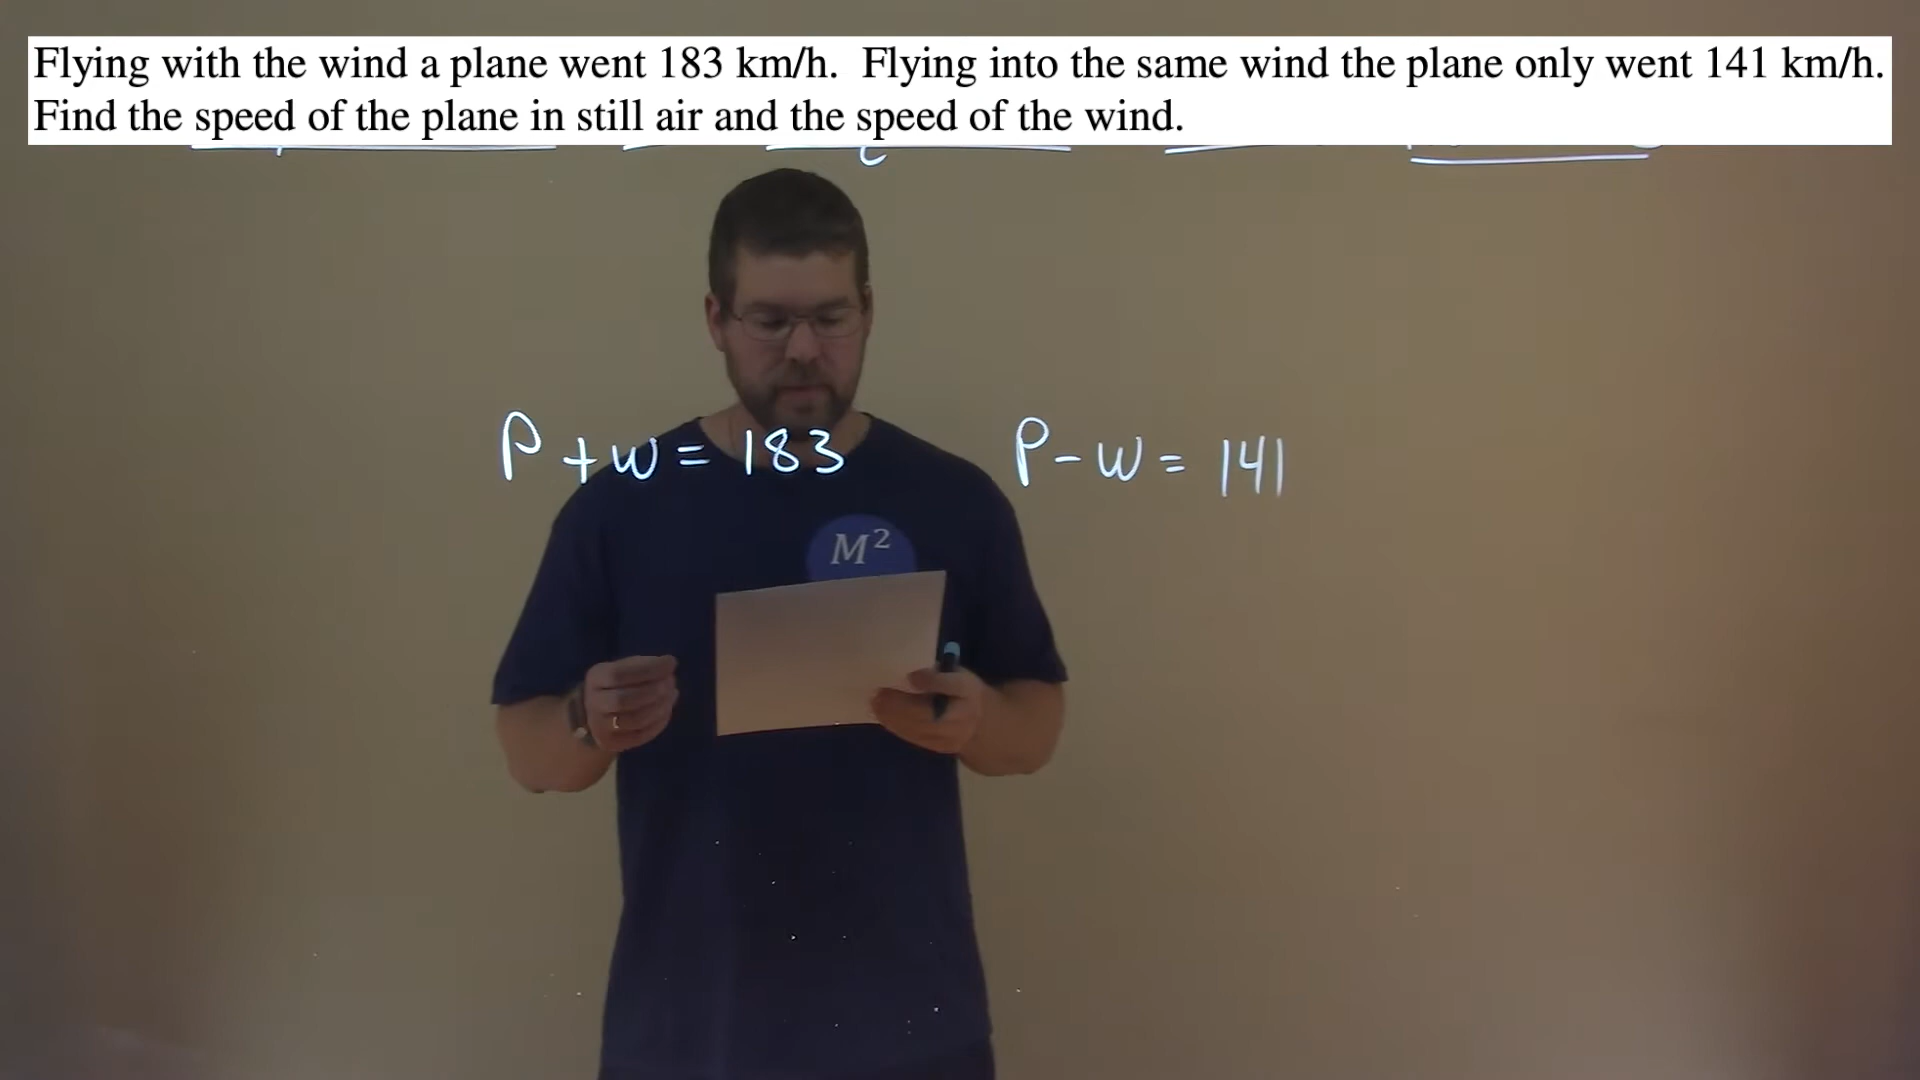 Flying with the wind a plane went 183 km/h. Flying into the same wind the plane only went 141 km/h.
Find the speed of the plane in still air and the speed of the wind.
P + w = 183 P - w = 141
M²